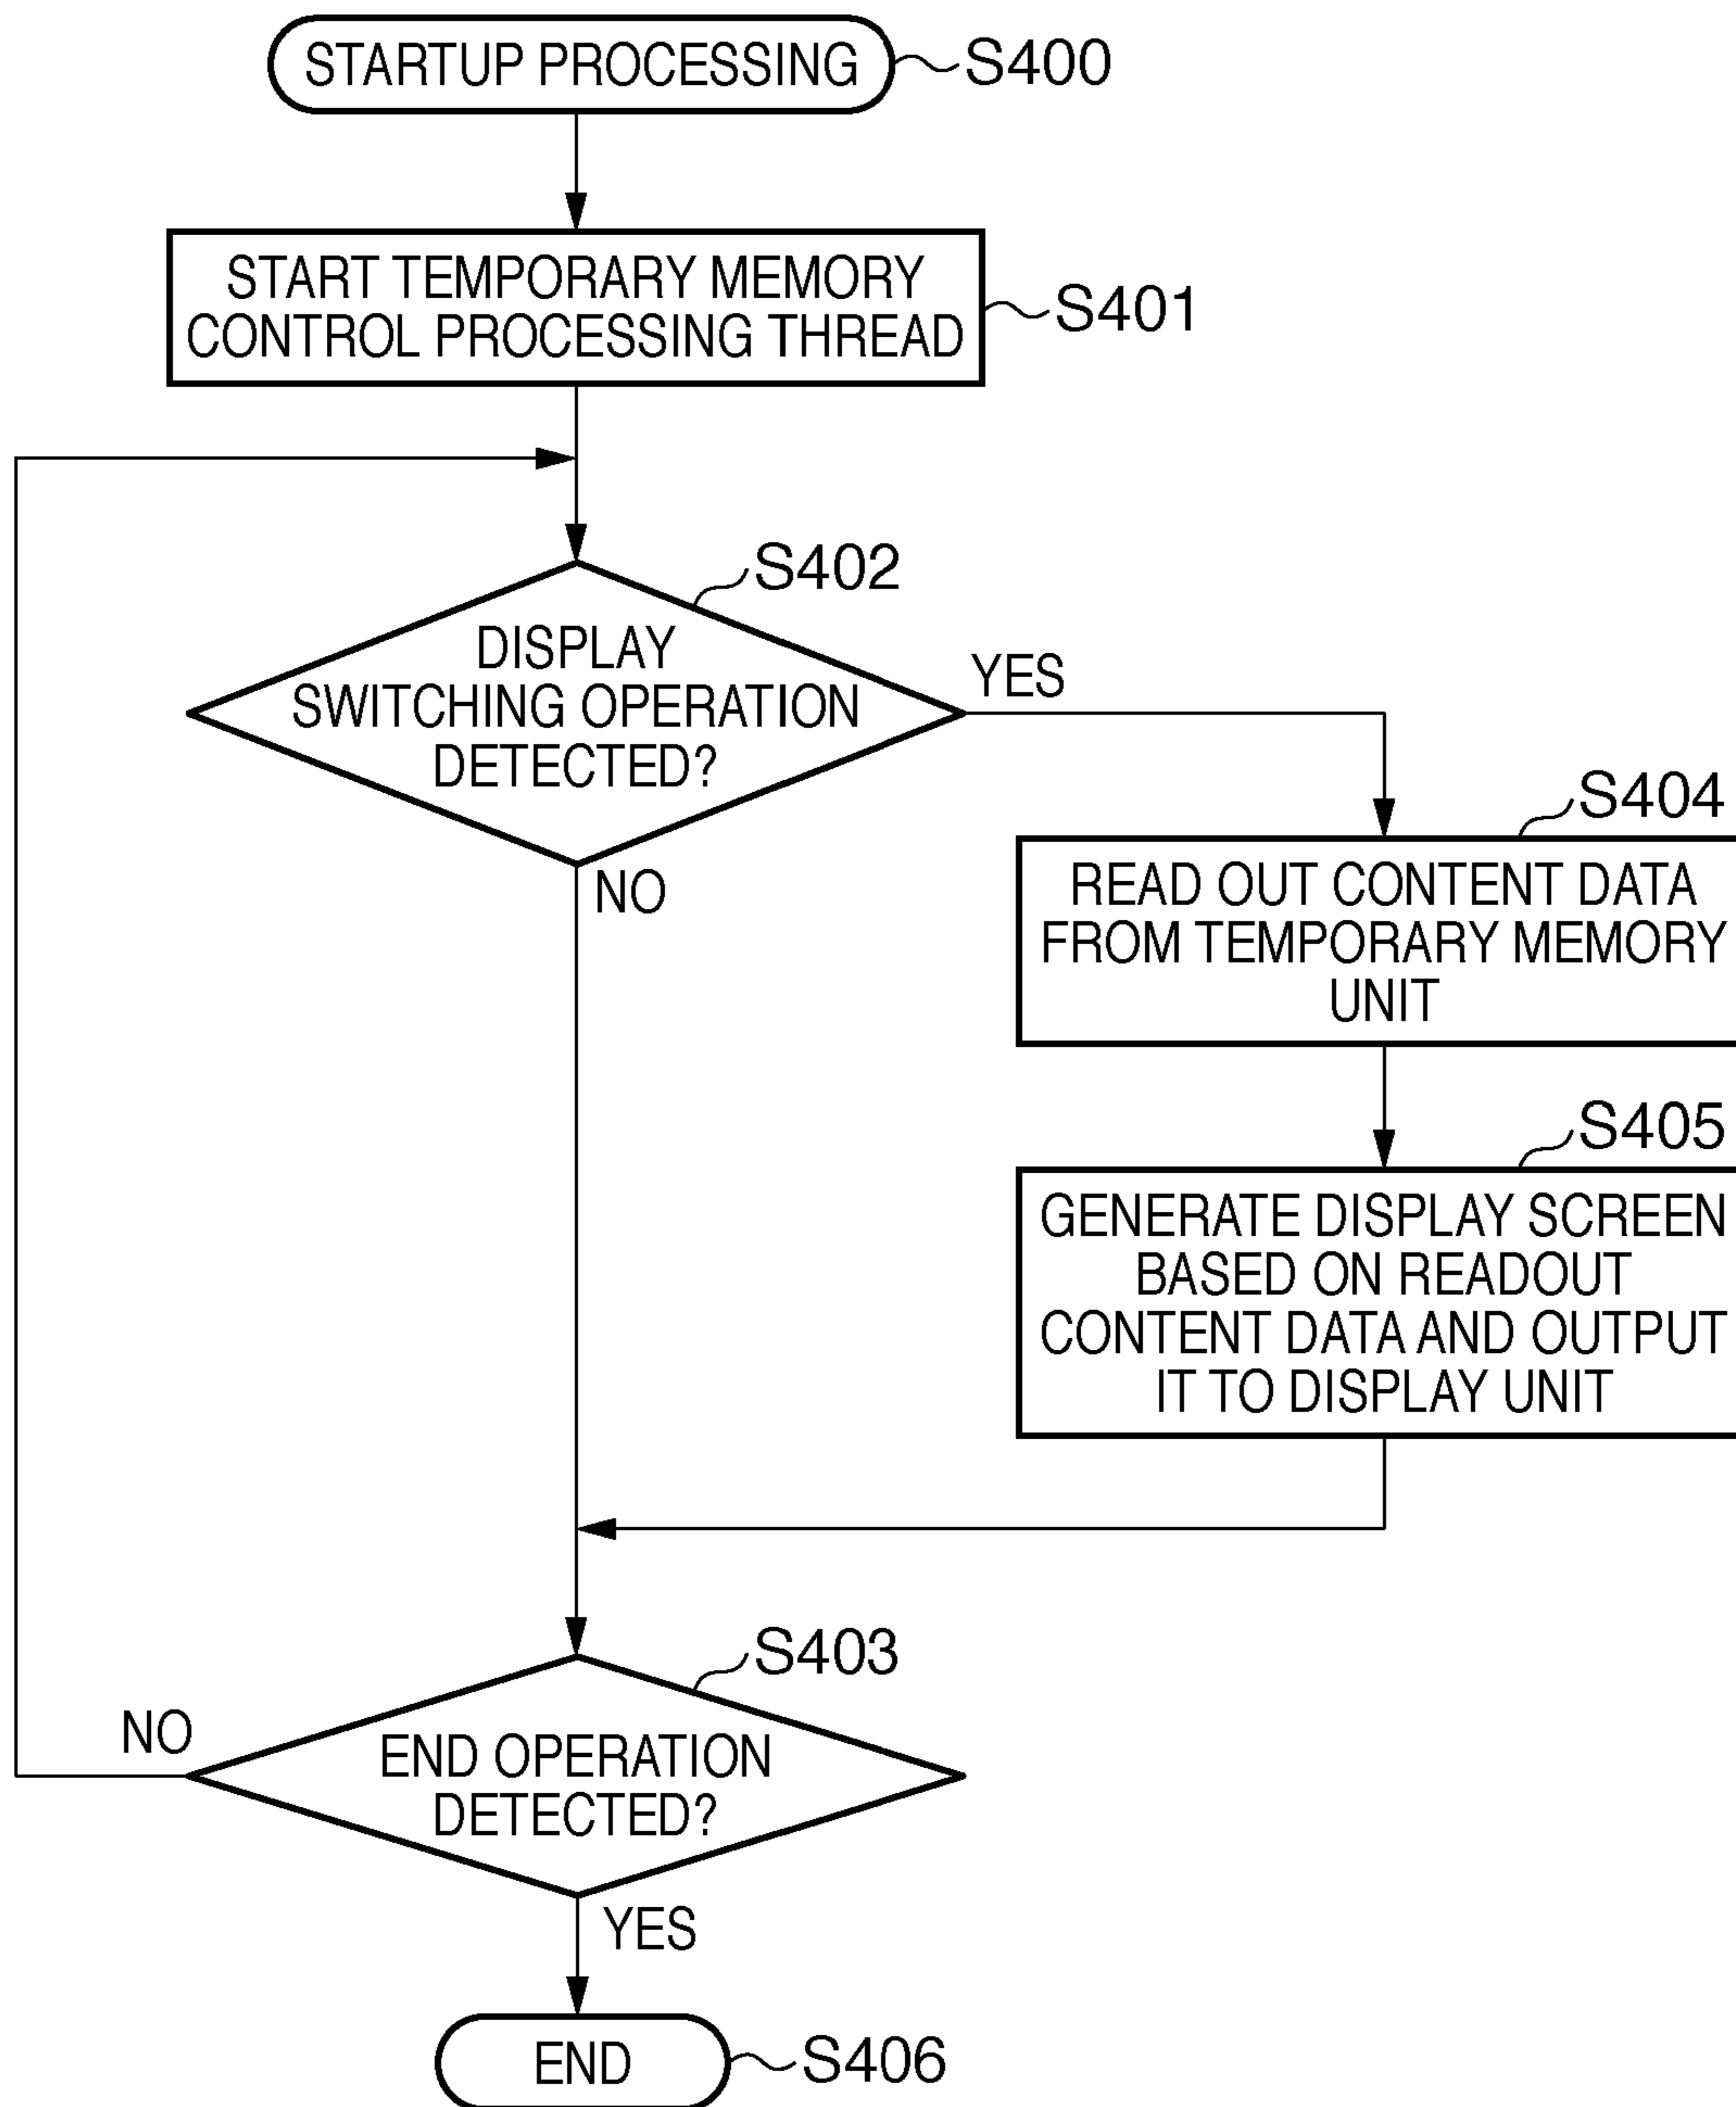 STARTUP PROCESSING
S400
START TEMPORARY MEMORY
CONTROL PROCESSING THREAD
S401
S402
DISPLAY
SWITCHING OPERATION
DETECTED?
YES
NO
S404
READ OUT CONTENT DATA
FROM TEMPORARY MEMORY
UNIT
S405
GENERATE DISPLAY SCREEN
BASED ON READOUT
CONTENT DATA AND OUTPUT
IT TO DISPLAY UNIT
S403
NO
END OPERATION
DETECTED?
YES
END
S406